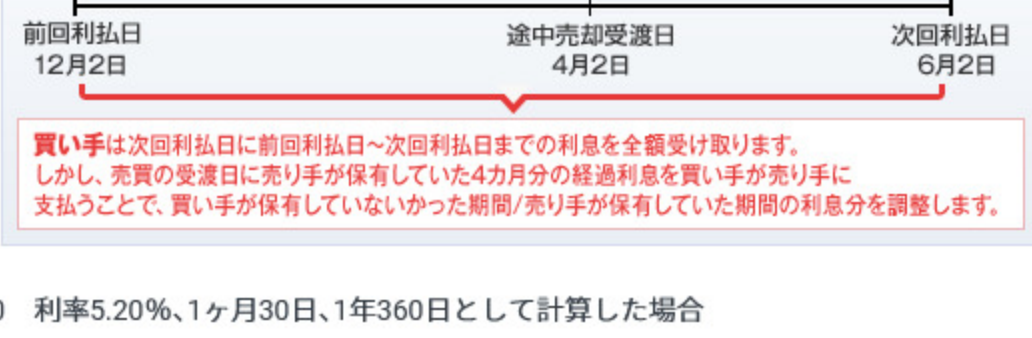 前回利払日
12月2日
途中売却受渡日
4月2日
次回利払日
6月2日
買い手は次回利払日に前回利払日～次回利払日までの利息を全額受け取ります。
しかし、売買の受渡日に売り手が保有していた4カ月分の経過利息を買い手が売り手に
支払うことで、買い手が保有していないかった期間/売り手が保有していた期間の利息分を調整します。
利率5.20%、1ヶ月30日、1年360日として計算した場合